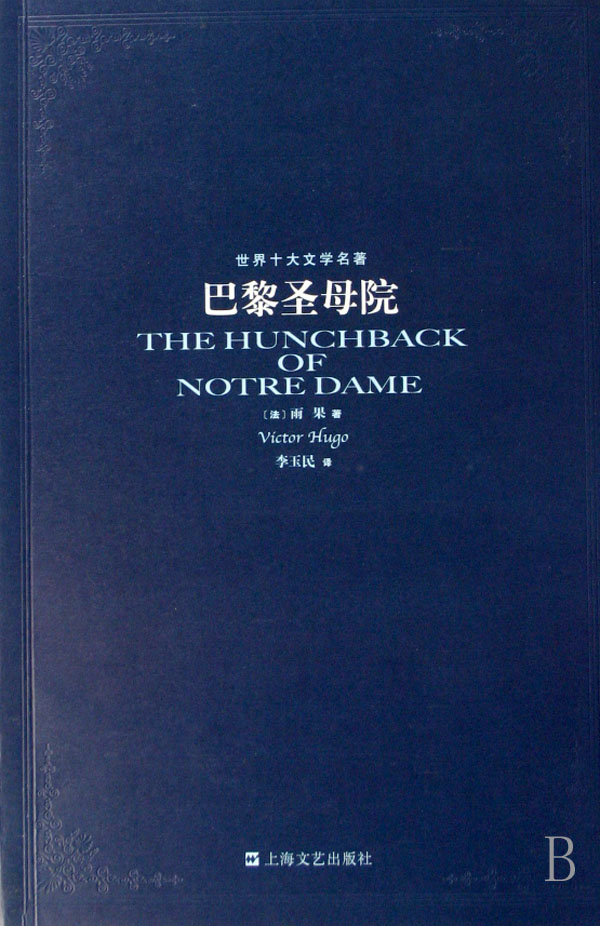 世界十大文学名著
巴黎圣母院
THE HUNCHBACK
OF
NOTRE DAME
〔法〕雨 果 著
Victor Hugo
李玉民 译
上海文艺出版社
B